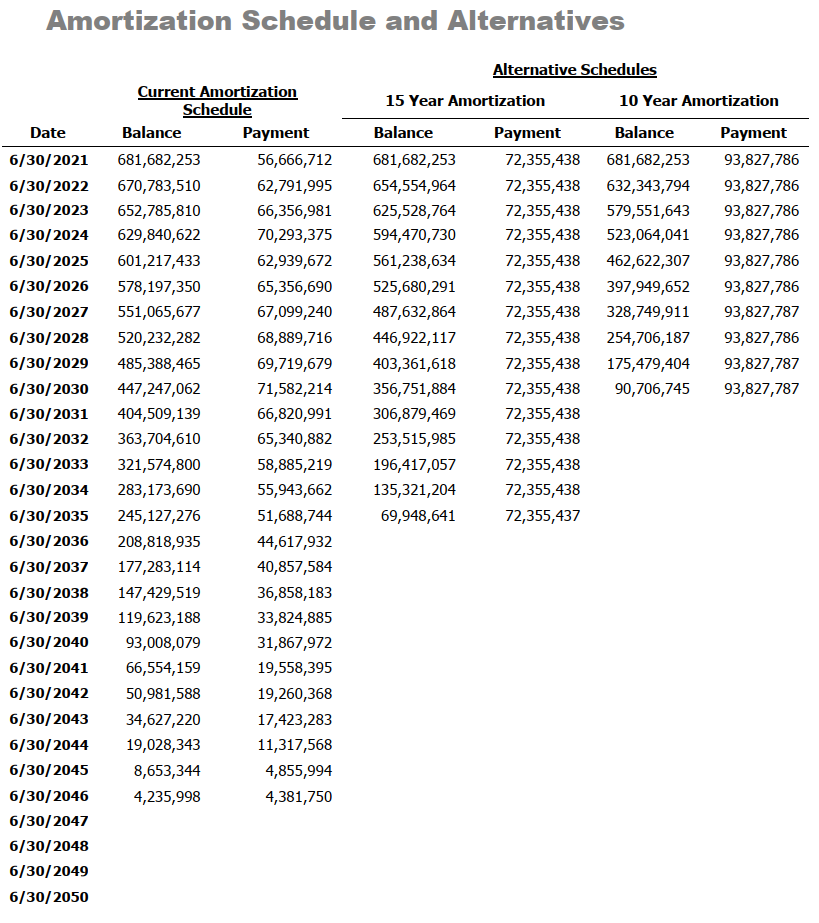 Amortization Schedule and Alternatives
Alternative Schedules
Current Amortization
Schedule
15 Year Amortization 10 Year Amortization
Date Balance Payment Balance Payment Balance Payment
6/30/2021 681,682,253 56,666,712 681,682,253 72,355,438 681,682,253 93,827,786
6/30/2022 670,783,510 62,791,995 654,554,964 72,355,438 632,343,794 93,827,786
6/30/2023 652,785,810 66,356,981 625,528,764 72,355,438 579,551,643 93,827,786
6/30/2024 629,840,622 70,293,375 594,470,730 72,355,438 523,064,041 93,827,786
6/30/2025 601,217,433 62,939,672 561,238,634 72,355,438 462,622,307 93,827,786
6/30/2026 578,197,350 65,356,690 525,680,291 72,355,438 397,949,652 93,827,786
6/30/2027 551,065,677 67,099,240 487,632,864 72,355,438 328,749,911 93,827,787
6/30/2028 520,232,282 68,889,716 446,922,117 72,355,438 254,706,187 93,827,786
6/30/2029 485,388,465 69,719,679 403,361,618 72,355,438 175,479,404 93,827,787
6/30/2030 447,247,062 71,582,214 356,751,884 72,355,438 90,706,745 93,827,787
6/30/2031 404,509,139 66,820,991 306,879,469 72,355,438
6/30/2032 363,704,610 65,340,882 253,515,985 72,355,438
6/30/2033 321,574,800 58,885,219 196,417,057 72,355,438
6/30/2034 283,173,690 55,943,662 135,321,204 72,355,438
6/30/2035 245,127,276 51,688,744 69,948,641 72,355,437
6/30/2036 208,818,935 44,617,932
6/30/2037 177,283,114 40,857,584
6/30/2038 147,429,519 36,858,183
6/30/2039 119,623,188 33,824,885
6/30/2040 93,008,079 31,867,972
6/30/2041 66,554,159 19,558,395
6/30/2042 50,981,588 19,260,368
6/30/2043 34,627,220 17,423,283
6/30/2044 19,028,343 11,317,568
6/30/2045 8,653,344 4,855,994
6/30/2046 4,235,998 4,381,750
6/30/2047
6/30/2048
6/30/2049
6/30/2050